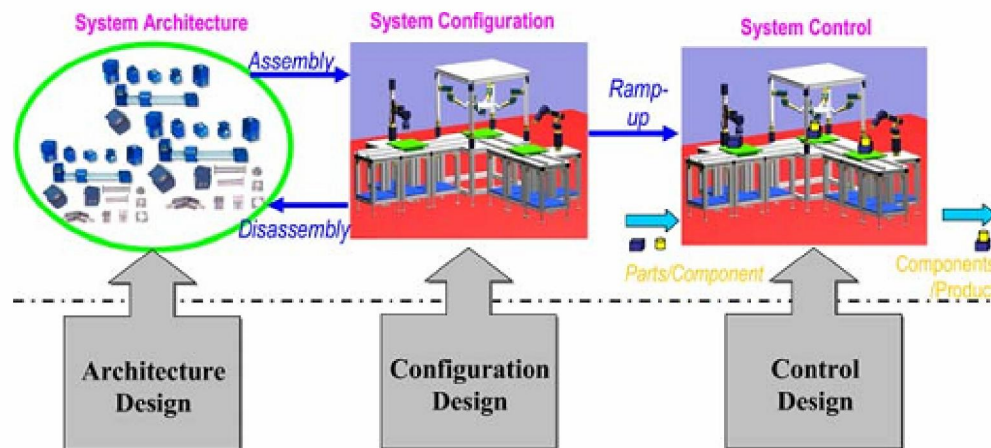 System Architecture
System Configuration
System Control
Assembly
Ramp-
up
Disassembly
Parts/Component
Components
/Produc
Architecture
Design
Configuration
Design
Control
Design